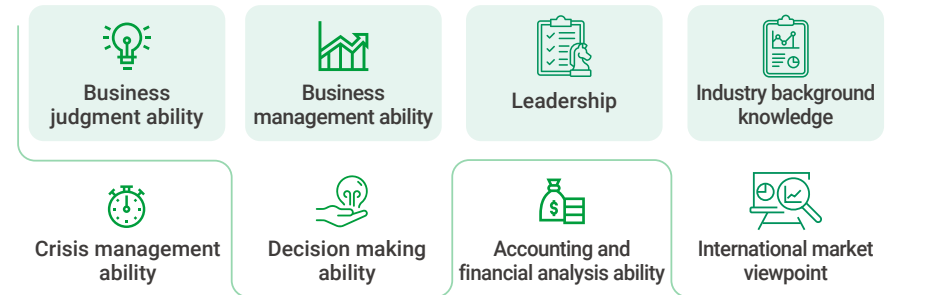 Business
judgment ability
Business
management ability
Leadership
Industry background
knowledge
Crisis management
ability
Decision making
ability
$
Accounting and
financial analysis ability
International market
viewpoint